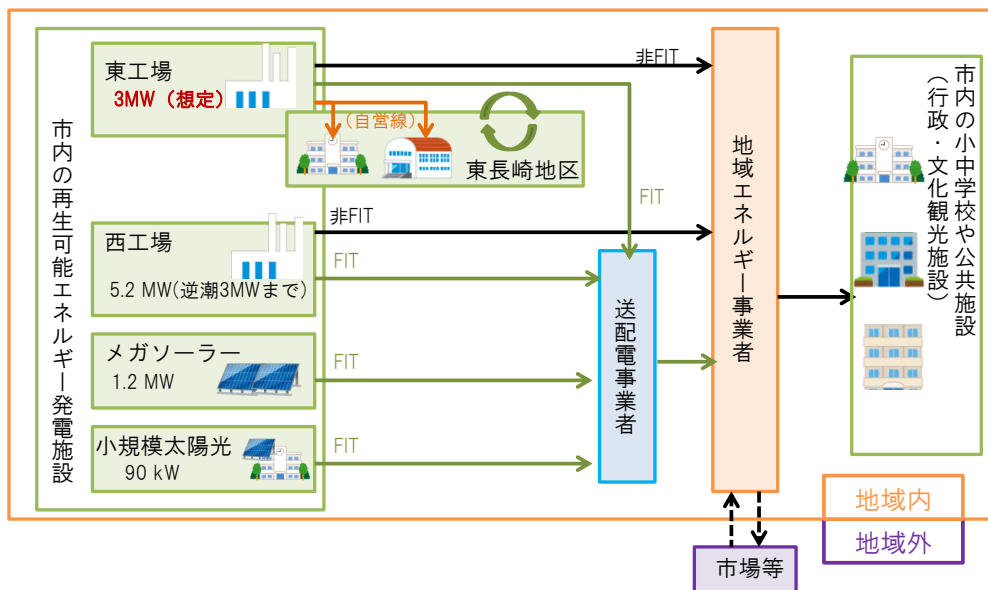 市内の再生可能エネルギー発電施設
東工場
3MW（想定）
（自営線）
東長崎地区
非FIT
FIT
西工場
5.2 MW(逆潮3MWまで)
非FIT
FIT
メガソーラー
1.2 MW
FIT
小規模太陽光
90 kW
FIT
送配電事業者
地域エネルギー事業者
市内の小中学校や公共施設
（行政・文化観光施設）
地域内
地域外
市場等